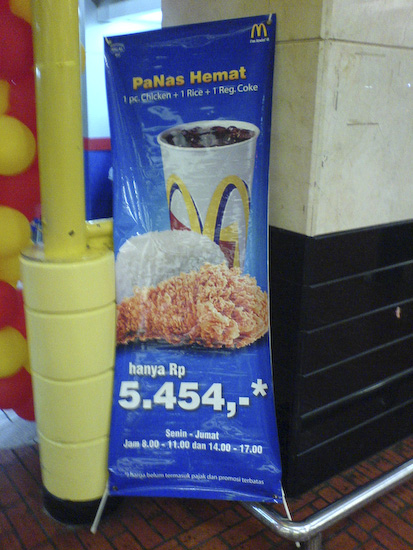 PaNas Hemat
1 pc. Chicken + 1 Rice + 1 Reg. Coke
hanya Rp
5.454,-*
Senin - Jumat
Jam 8.00 - 11.00 dan 14.00 - 17.00
*) harga belum termasuk pajak dan promosi terbatas